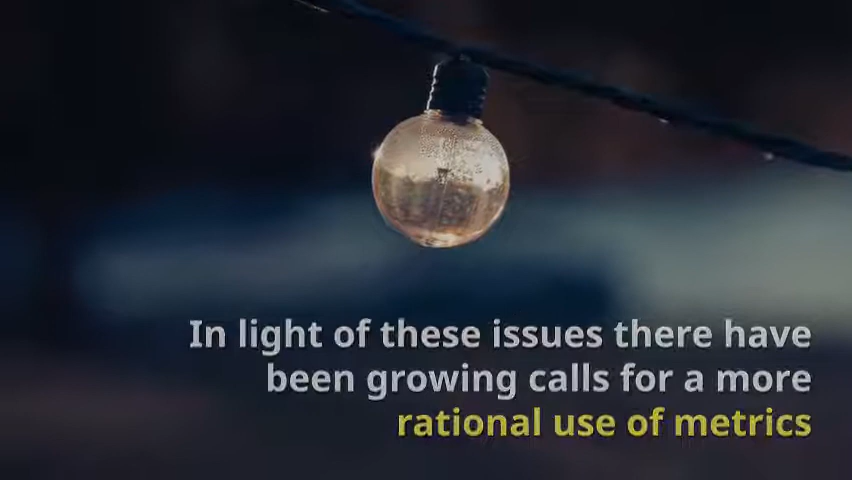 In light of these issues there have
been growing calls for a more
rational use of metrics